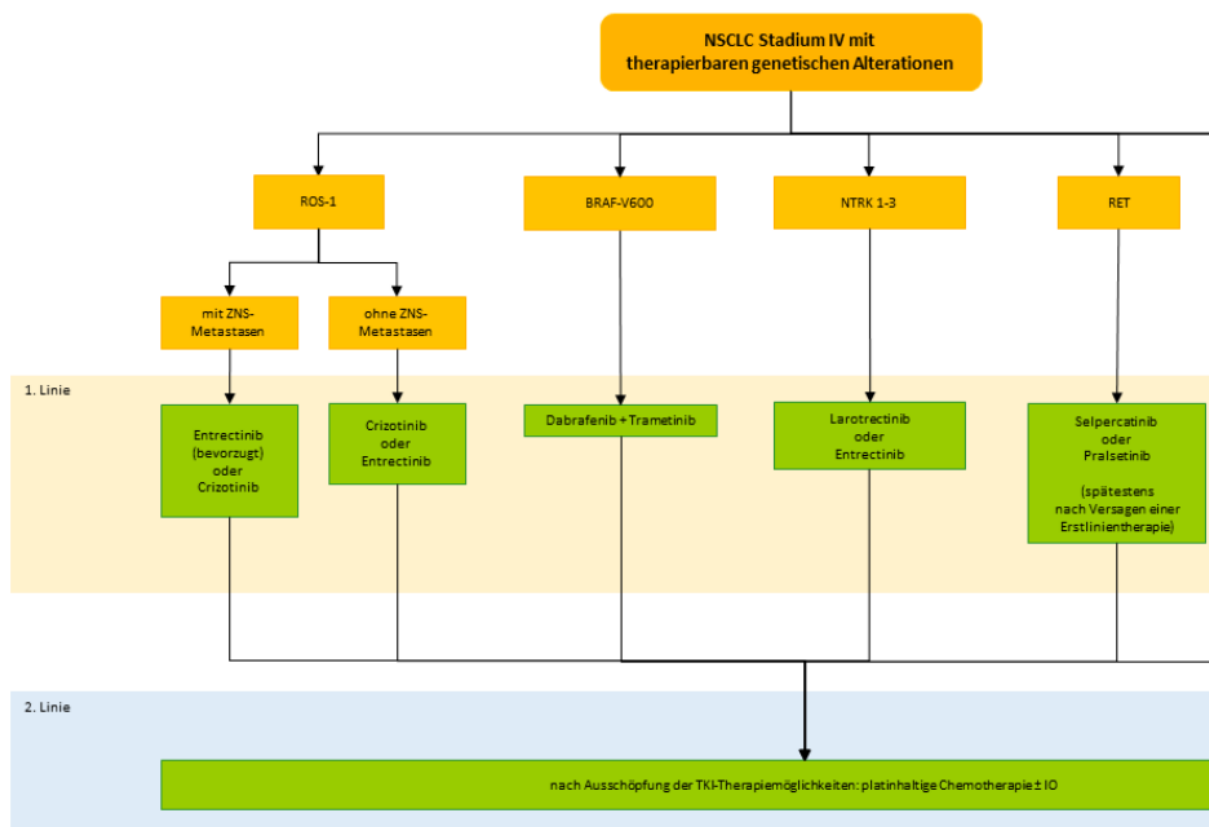 NSCLC Stadium IV mit
therapierbaren genetischen Alterationen
ROS-1
BRAF-V600
NTRK 1-3
RET
mit ZNS-
Metastasen
ohne ZNS-
Metastasen
1. Linie
Entrectinib
(bevorzugt)
oder
Crizotinib
Crizotinib
oder
Entrectinib
Dabrafenib + Trametinib
Larotrectinib
oder
Entrectinib
Selpercatinib
oder
Pralsetinib
(spätestens
nach Versagen einer
Erstlinientherapie)
2. Linie
nach Ausschöpfung der TKI-Therapiemöglichkeiten: platinhaltige Chemotherapie ± IO